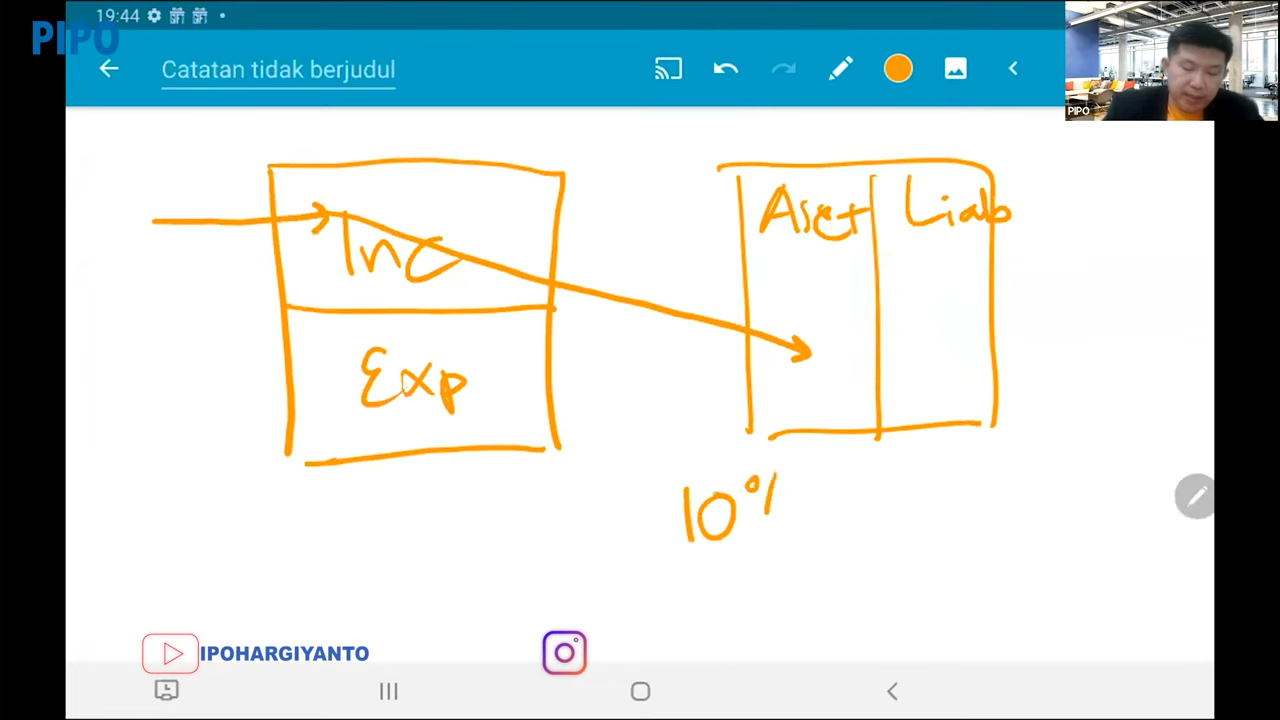 19:44
PIPO
Catatan tidak berjudul
PIPO
Inc
Exp
Aset
Liab
10%
IPOHARGIYANTO